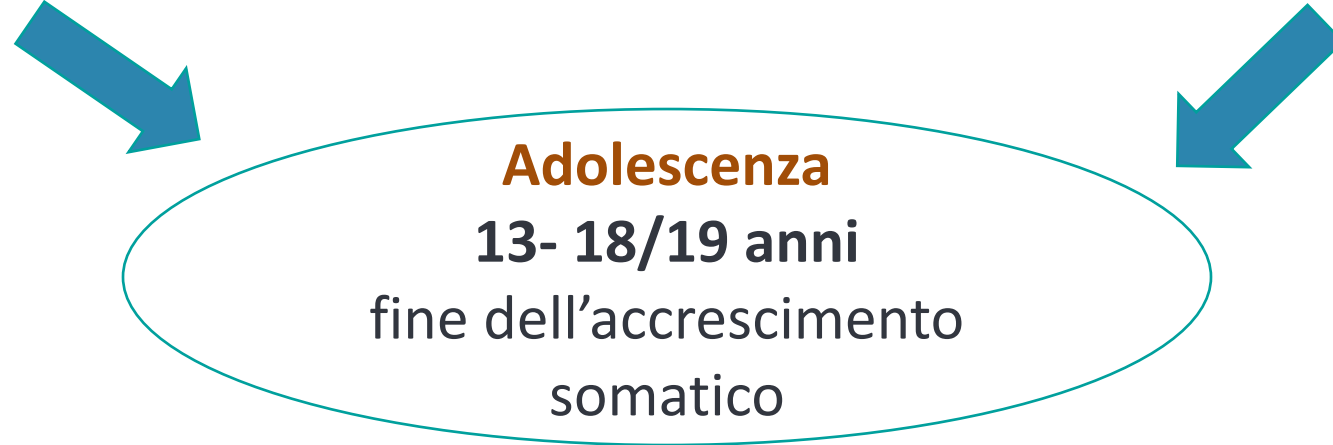 Adolescenza
13- 18/19 anni
fine dell’accrescimento
somatico